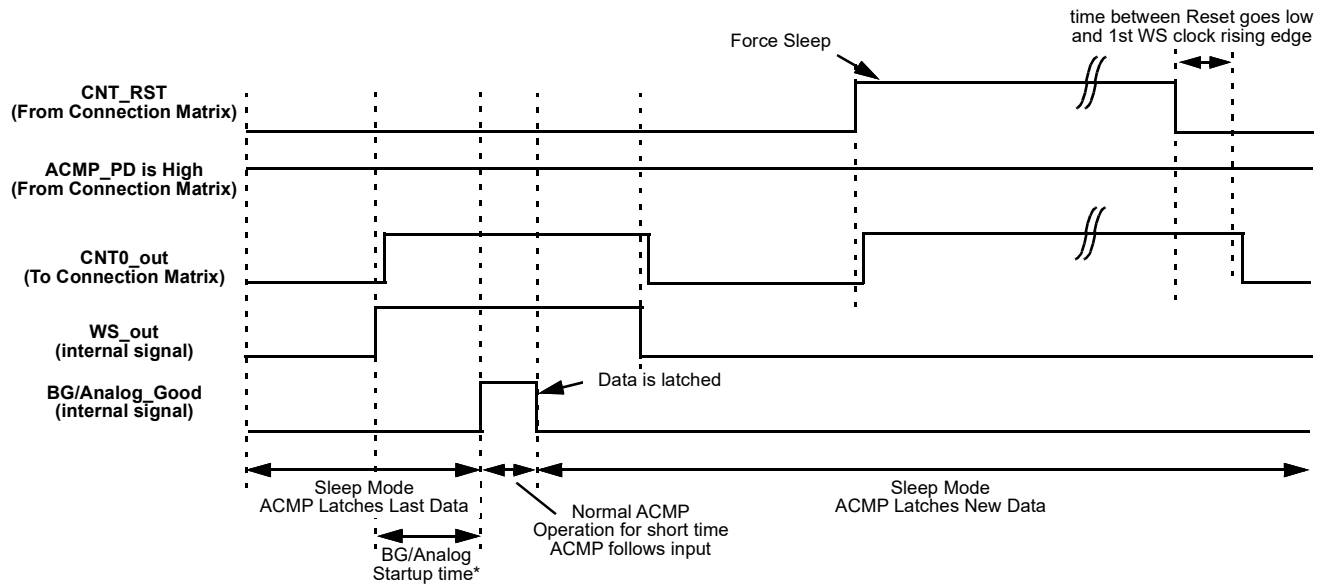 time between Reset goes low
and 1st WS clock rising edge
Force Sleep
CNT_RST
(From Connection Matrix)
ACMP_PD is High
(From Connection Matrix)
CNT0_out
(To Connection Matrix)
WS_out
(internal signal)
BG/Analog_Good
(internal signal)
Data is latched
Sleep Mode
ACMP Latches Last Data
Normal ACMP
Operation for short time
ACMP follows input
Sleep Mode
ACMP Latches New Data
BG/Analog
Startup time*